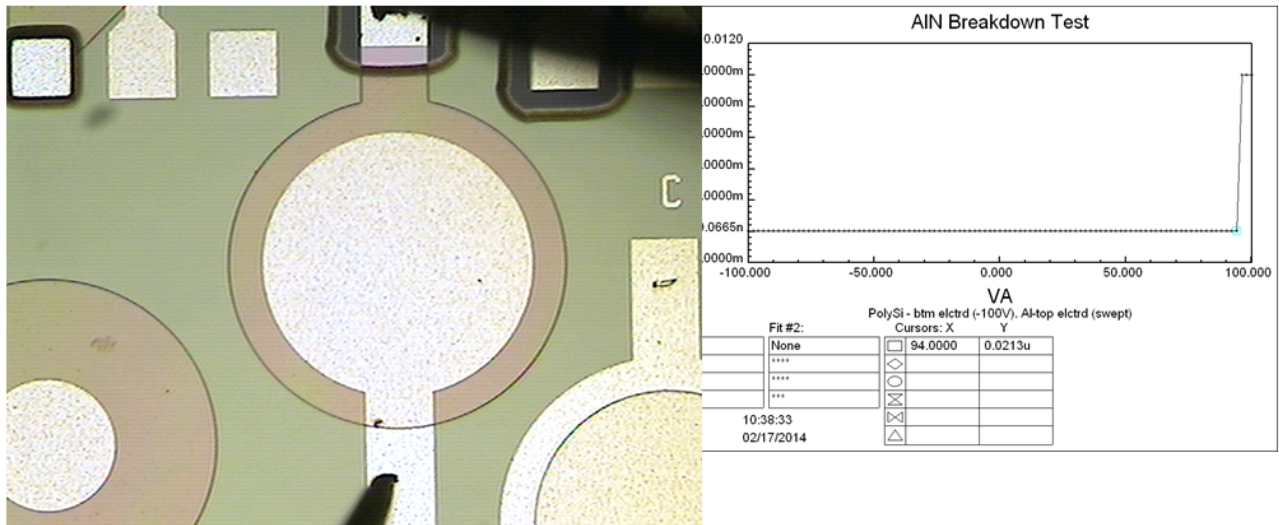 C
AIN Breakdown Test
0.0120
.0000m
.0000m
.0000m
.0000m
.0000m
.0665n
.0000m
-100.000 -50.000 0.000 50.000 100.000
VA
PolySi - btm elctrd (-100V). Al-top elctrd (swept)
Fit #2: Cursors: X Y
None 94.0000 0.0213u
****
****
***
10:38:33
02/17/2014